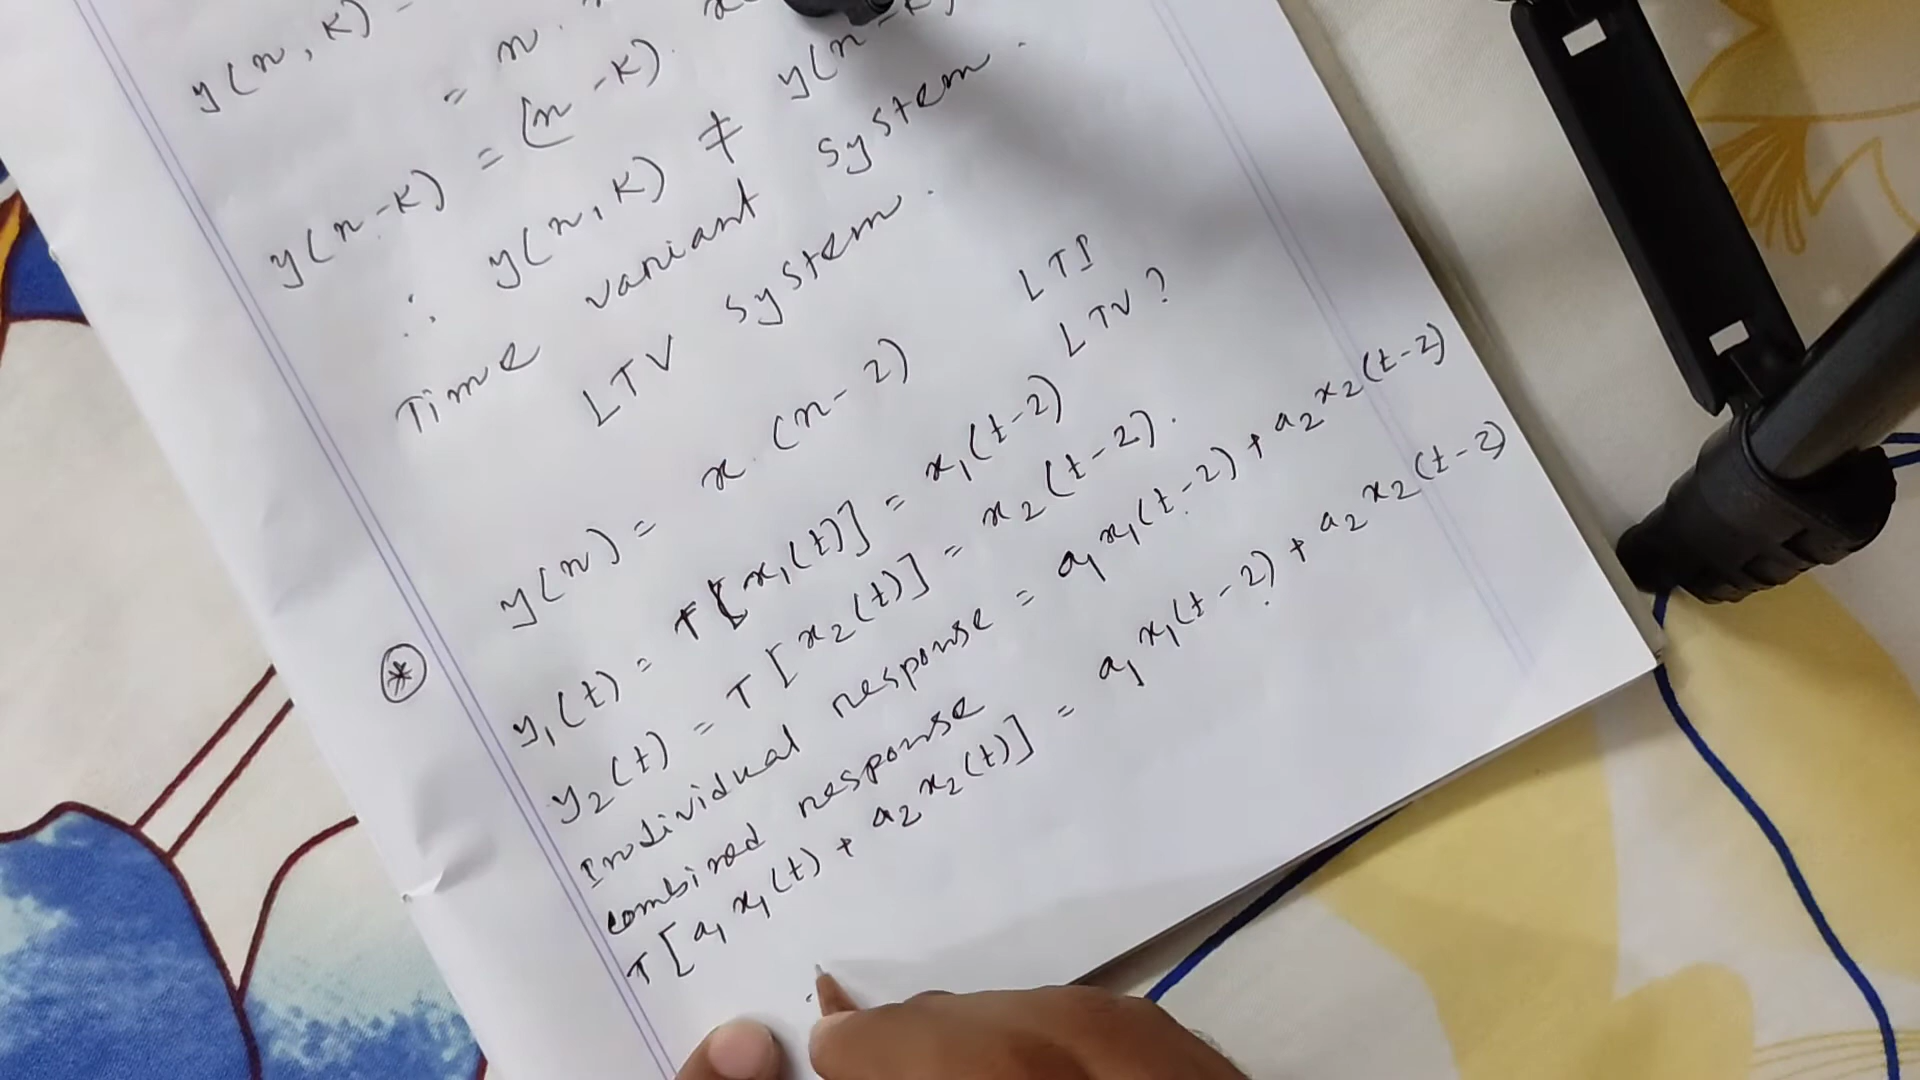 y(n,k)
= n.
y(n-k) = (n-k).
∴ y(n,k) ≠ y(n-k)
Time variant system.
LTV system.
y(n) = x(n-2) LTI
LTV?
y₁(t) = T[x₁(t)] = x₁(t-2)
y₂(t) = T[x₂(t)] = x₂(t-2).
Individual response = a₁x₁(t-2) + a₂x₂(t-2)
combined response
T[a₁x₁(t) + a₂x₂(t)] = a₁x₁(t-2) + a₂x₂(t-2)